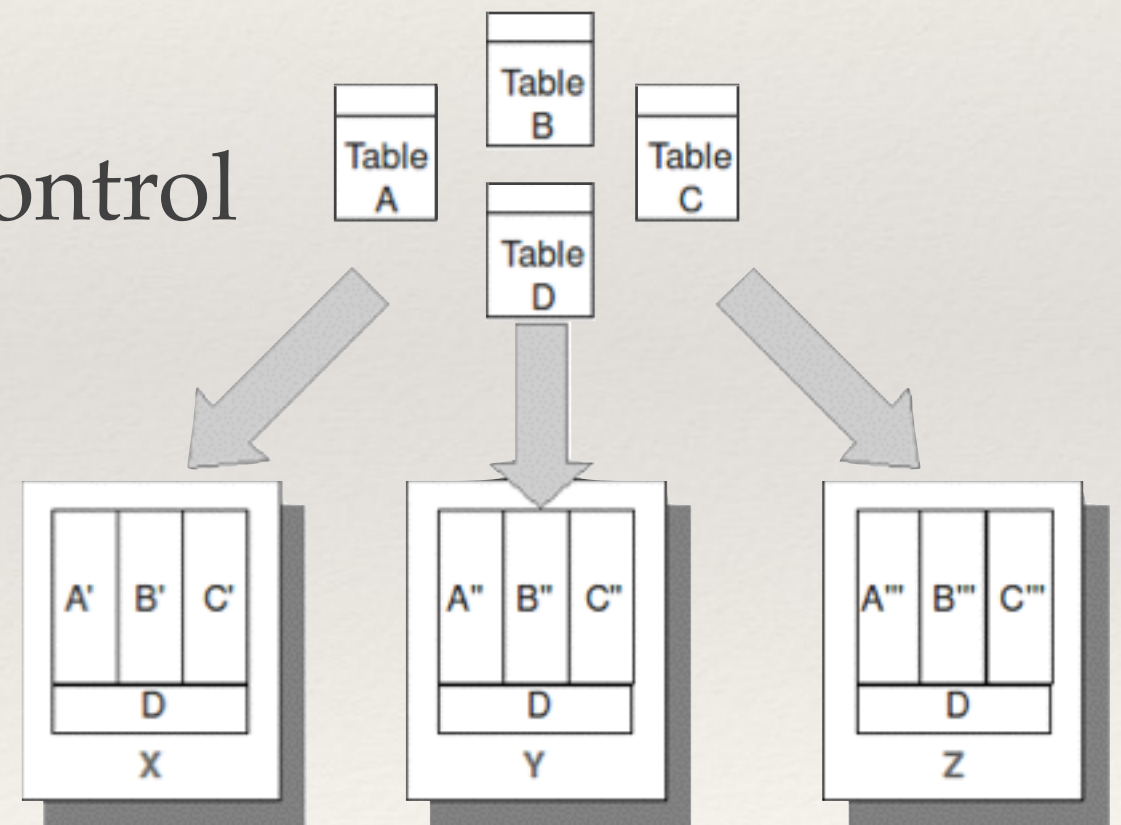 ontrol
Table
A
Table
B
Table
C
Table
D
A' B' C'
D
X
A" B" C"
D
Y
A''' B''' C'''
D
Z